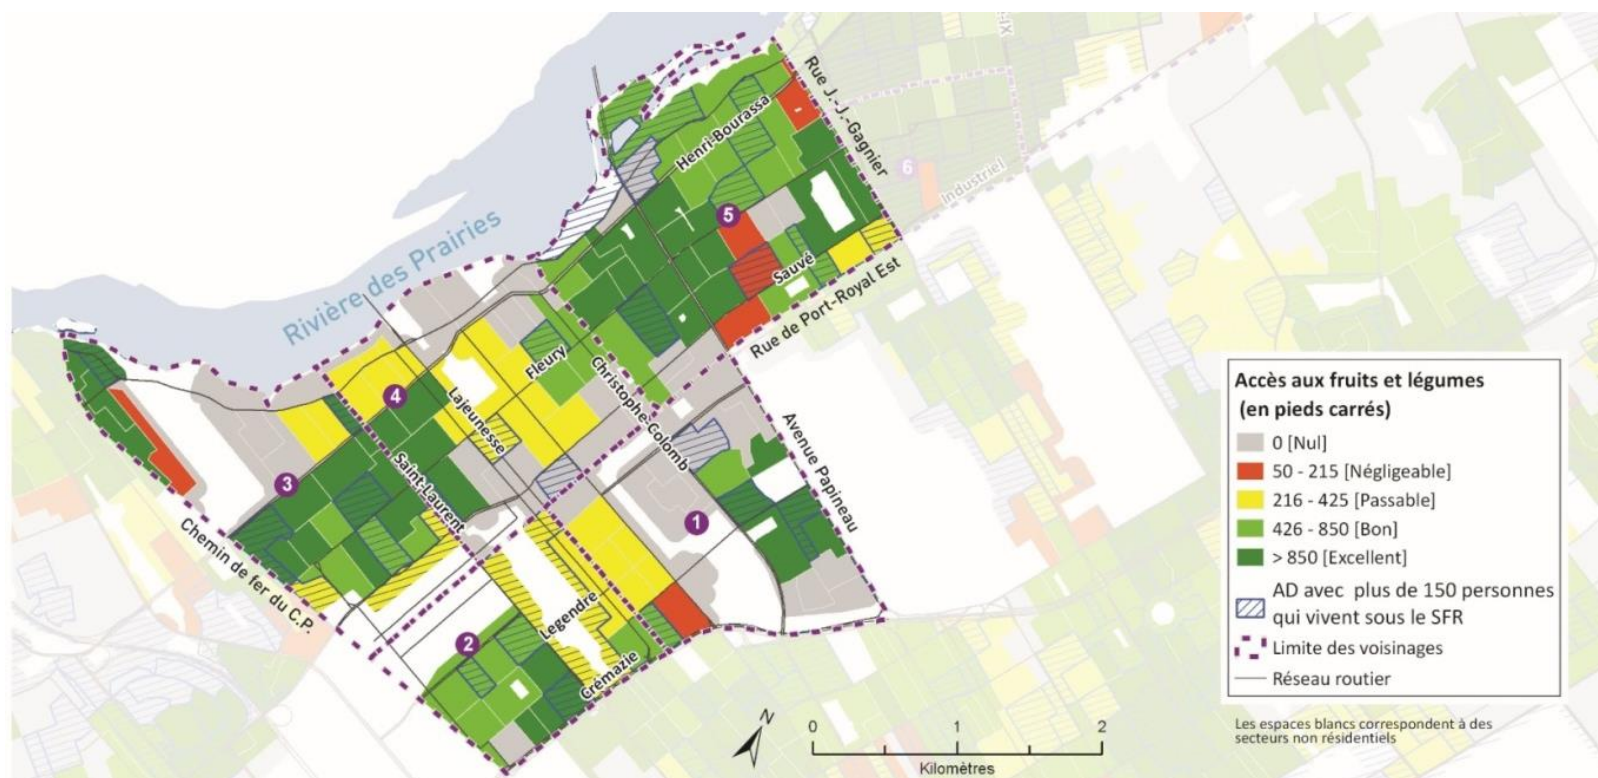 Rivière des Prairies
Henri-Bourassa
Rue J.-J.-Gagnier
6
Industriel
5
Sauvé
Rue de Port-Royal Est
Fleury
Christophe-Colomb
4
Lajeunesse
Saint-Laurent
3
Chemin de fer du C.P.
Avenue Papineau
1
2
Legendre
Crémazie
Accès aux fruits et légumes
(en pieds carrés)
0 [Nul]
50 - 215 [Négligeable]
216 - 425 [Passable]
426 - 850 [Bon]
> 850 [Excellent]
AD avec plus de 150 personnes
qui vivent sous le SFR
Limite des voisinages
Réseau routier
Les espaces blancs correspondent à des
secteurs non résidentiels
N
0 1 2
Kilomètres